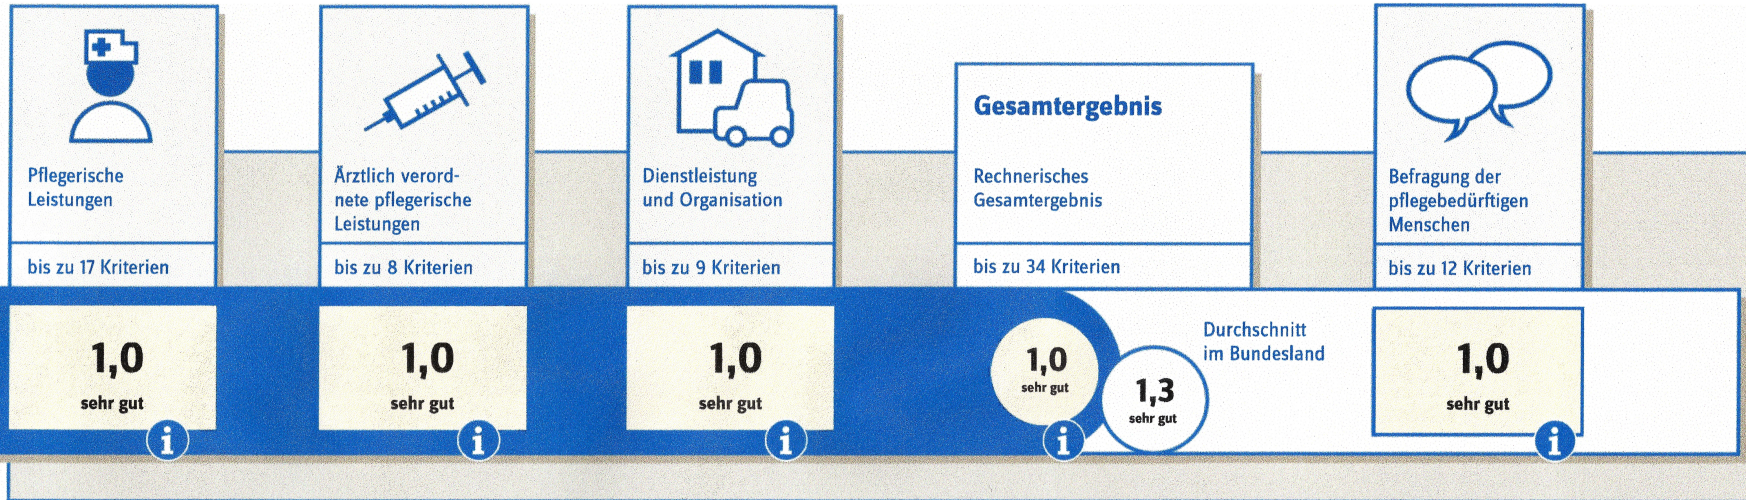 Pflegerische
Leistungen
bis zu 17 Kriterien
1,0
sehr gut
i
Ärztlich verord-
nete pflegerische
Leistungen
bis zu 8 Kriterien
1,0
sehr gut
i
Dienstleistung
und Organisation
bis zu 9 Kriterien
1,0
sehr gut
i
Gesamtergebnis
Rechnerisches
Gesamtergebnis
bis zu 34 Kriterien
1,0
sehr gut
i
1,3
sehr gut
Durchschnitt
im Bundesland
Befragung der
pflegebedürftigen
Menschen
bis zu 12 Kriterien
1,0
sehr gut
i